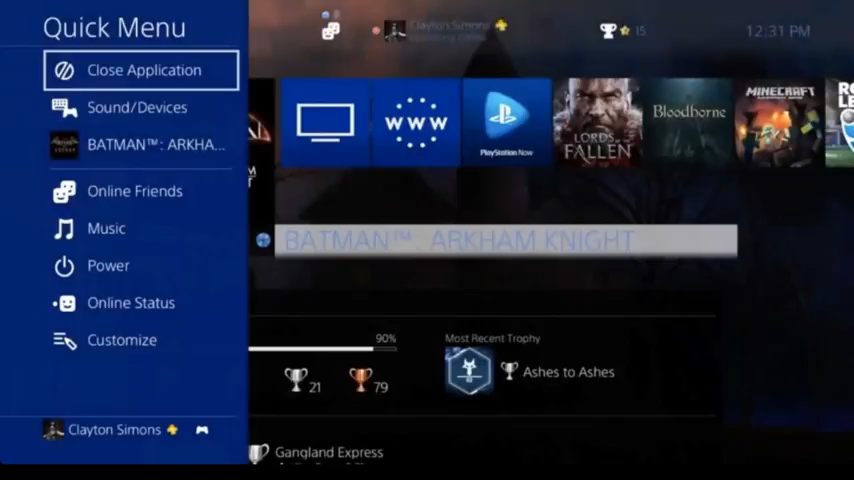 Quick Menu
Close Application
Sound/Devices
BATMAN™: ARKHA...
Online Friends
Music
Power
Online Status
Customize
Clayton Simons
Clayton Simons
15
12:31 PM
www
PlayStation Now
LORDS
FALLEN
Bloodborne
MINECRAFT
BATMAN™: ARKHAM KNIGHT
90%
21
79
Most Recent Trophy
Ashes to Ashes
Gangland Express